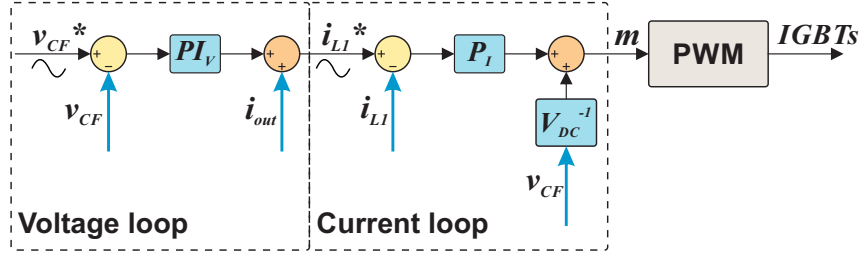 v_CF*
PI_V
i_L1*
P_I
m
PWM
IGBTs
+
−
+
+
+
−
+
+
v_CF
i_out
i_L1
V_DC^-1
v_CF
Voltage loop
Current loop